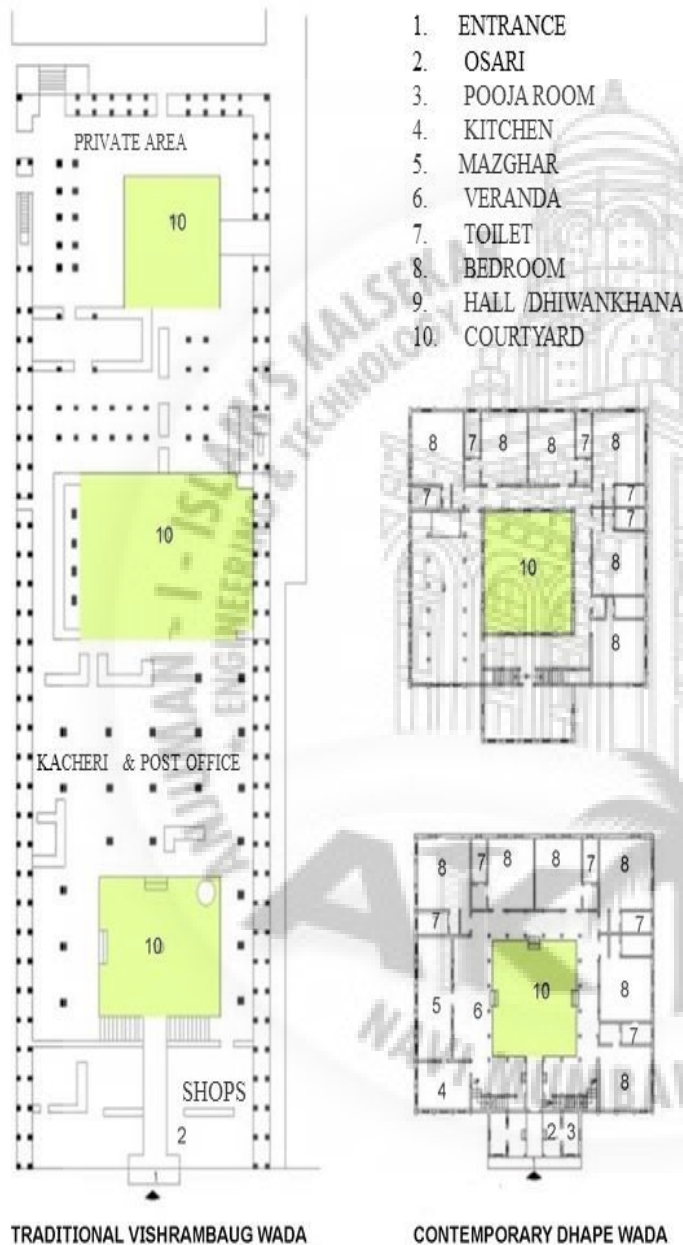 1. ENTRANCE
2. OSARI
3. POOJA ROOM
4. KITCHEN
5. MAZGHAR
6. VERANDA
7. TOILET
8. BEDROOM
9. HALL /DHIWANKHANA
10. COURTYARD
PRIVATE AREA
10
10
KACHERI & POST OFFICE
10
SHOPS
2
1
TRADITIONAL VISHRAMBAUG WADA
8 7 8 8 7 8
7 7
7
10
8
8
8 7 8 8 7 8
7 7
10
5 6 8
7
4 8
2 3
CONTEMPORARY DHAPE WADA
NAVI MUMBAI